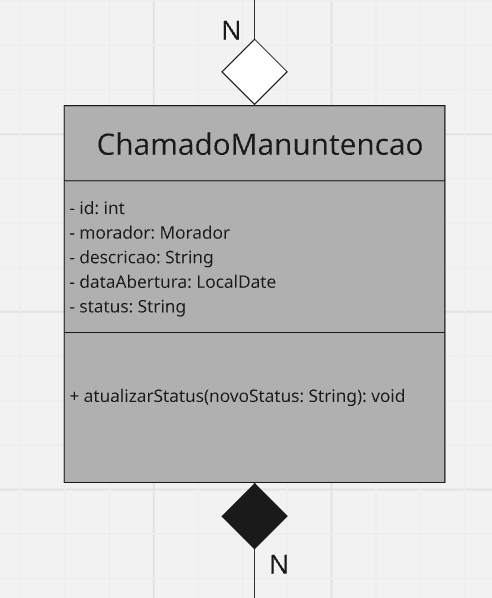 N
ChamadoManuntencao
- id: int
- morador: Morador
- descricao: String
- dataAbertura: LocalDate
- status: String
+ atualizarStatus(novoStatus: String): void
N